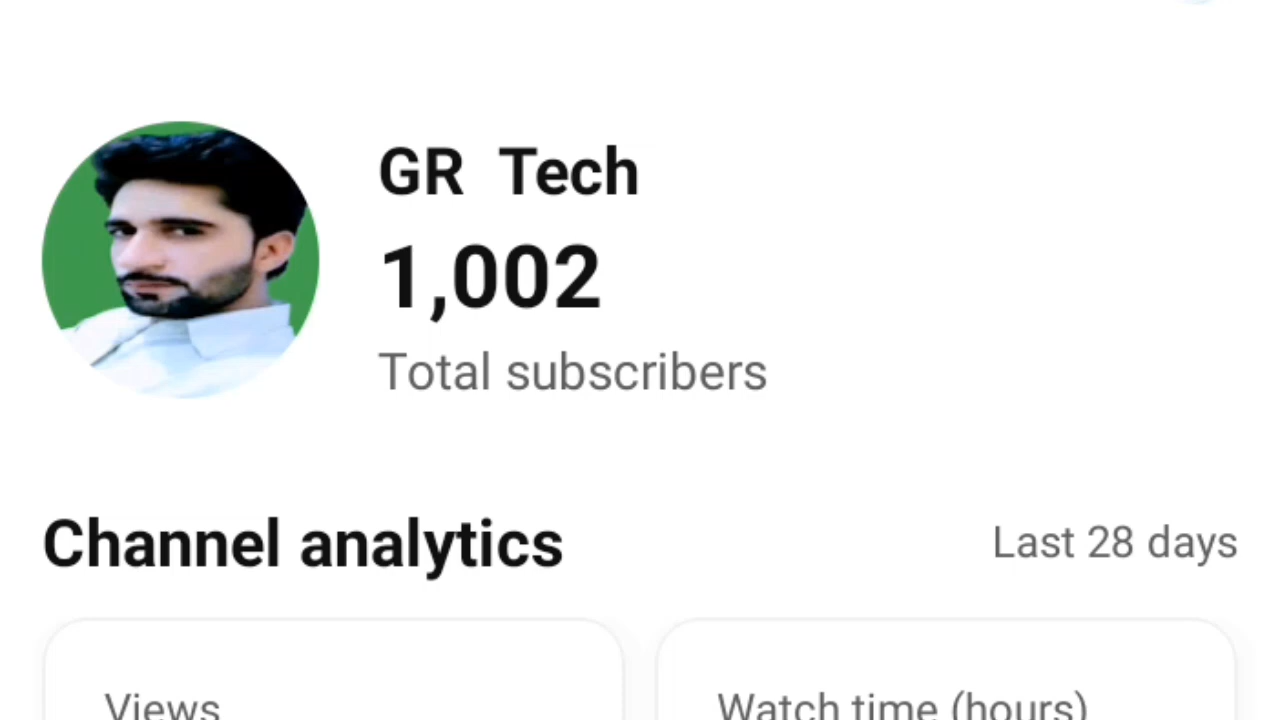 GR Tech
1,002
Total subscribers
Channel analytics
Last 28 days
Views
Watch time (hours)